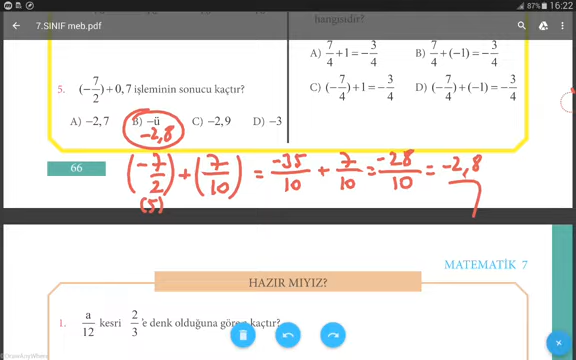 87% 16:22
7.SINIF meb.pdf
hangisidir?
A) 7/4 + 1 = -3/4 B) 7/4 + (-1) = -3/4
C) (-7/4) + 1 = -3/4 D) (-7/4) + (-1) = -3/4
5. (-7/2) + 0,7 işleminin sonucu kaçtır?
A) -2,7 B) -ü C) -2,9 D) -3
-2,8
66
(-7/2) + (7/10) = -35/10 + 7/10 = -28/10 = -2,8
(5)
MATEMATİK 7
HAZIR MIYIZ?
1. a/12 kesri 2/3 'e denk olduğuna göre kaçtır?